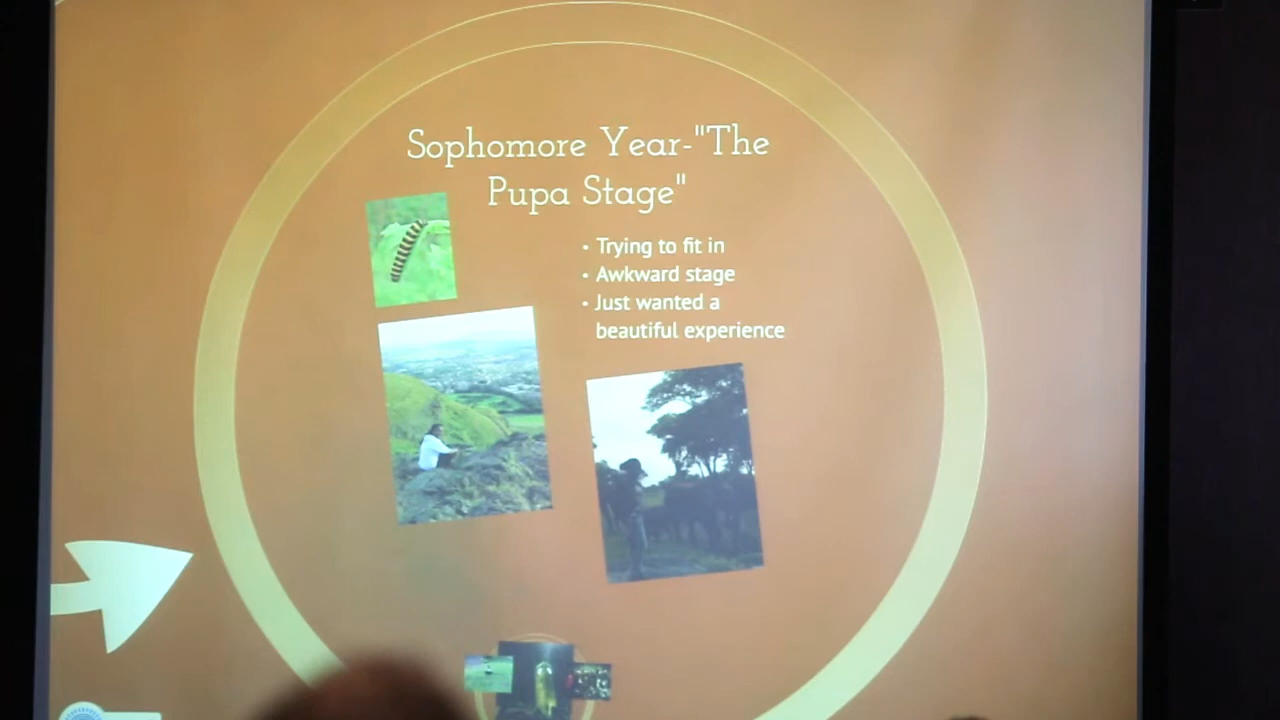 Sophomore Year-"The
Pupa Stage"
• Trying to fit in
• Awkward stage
• Just wanted a
beautiful experience